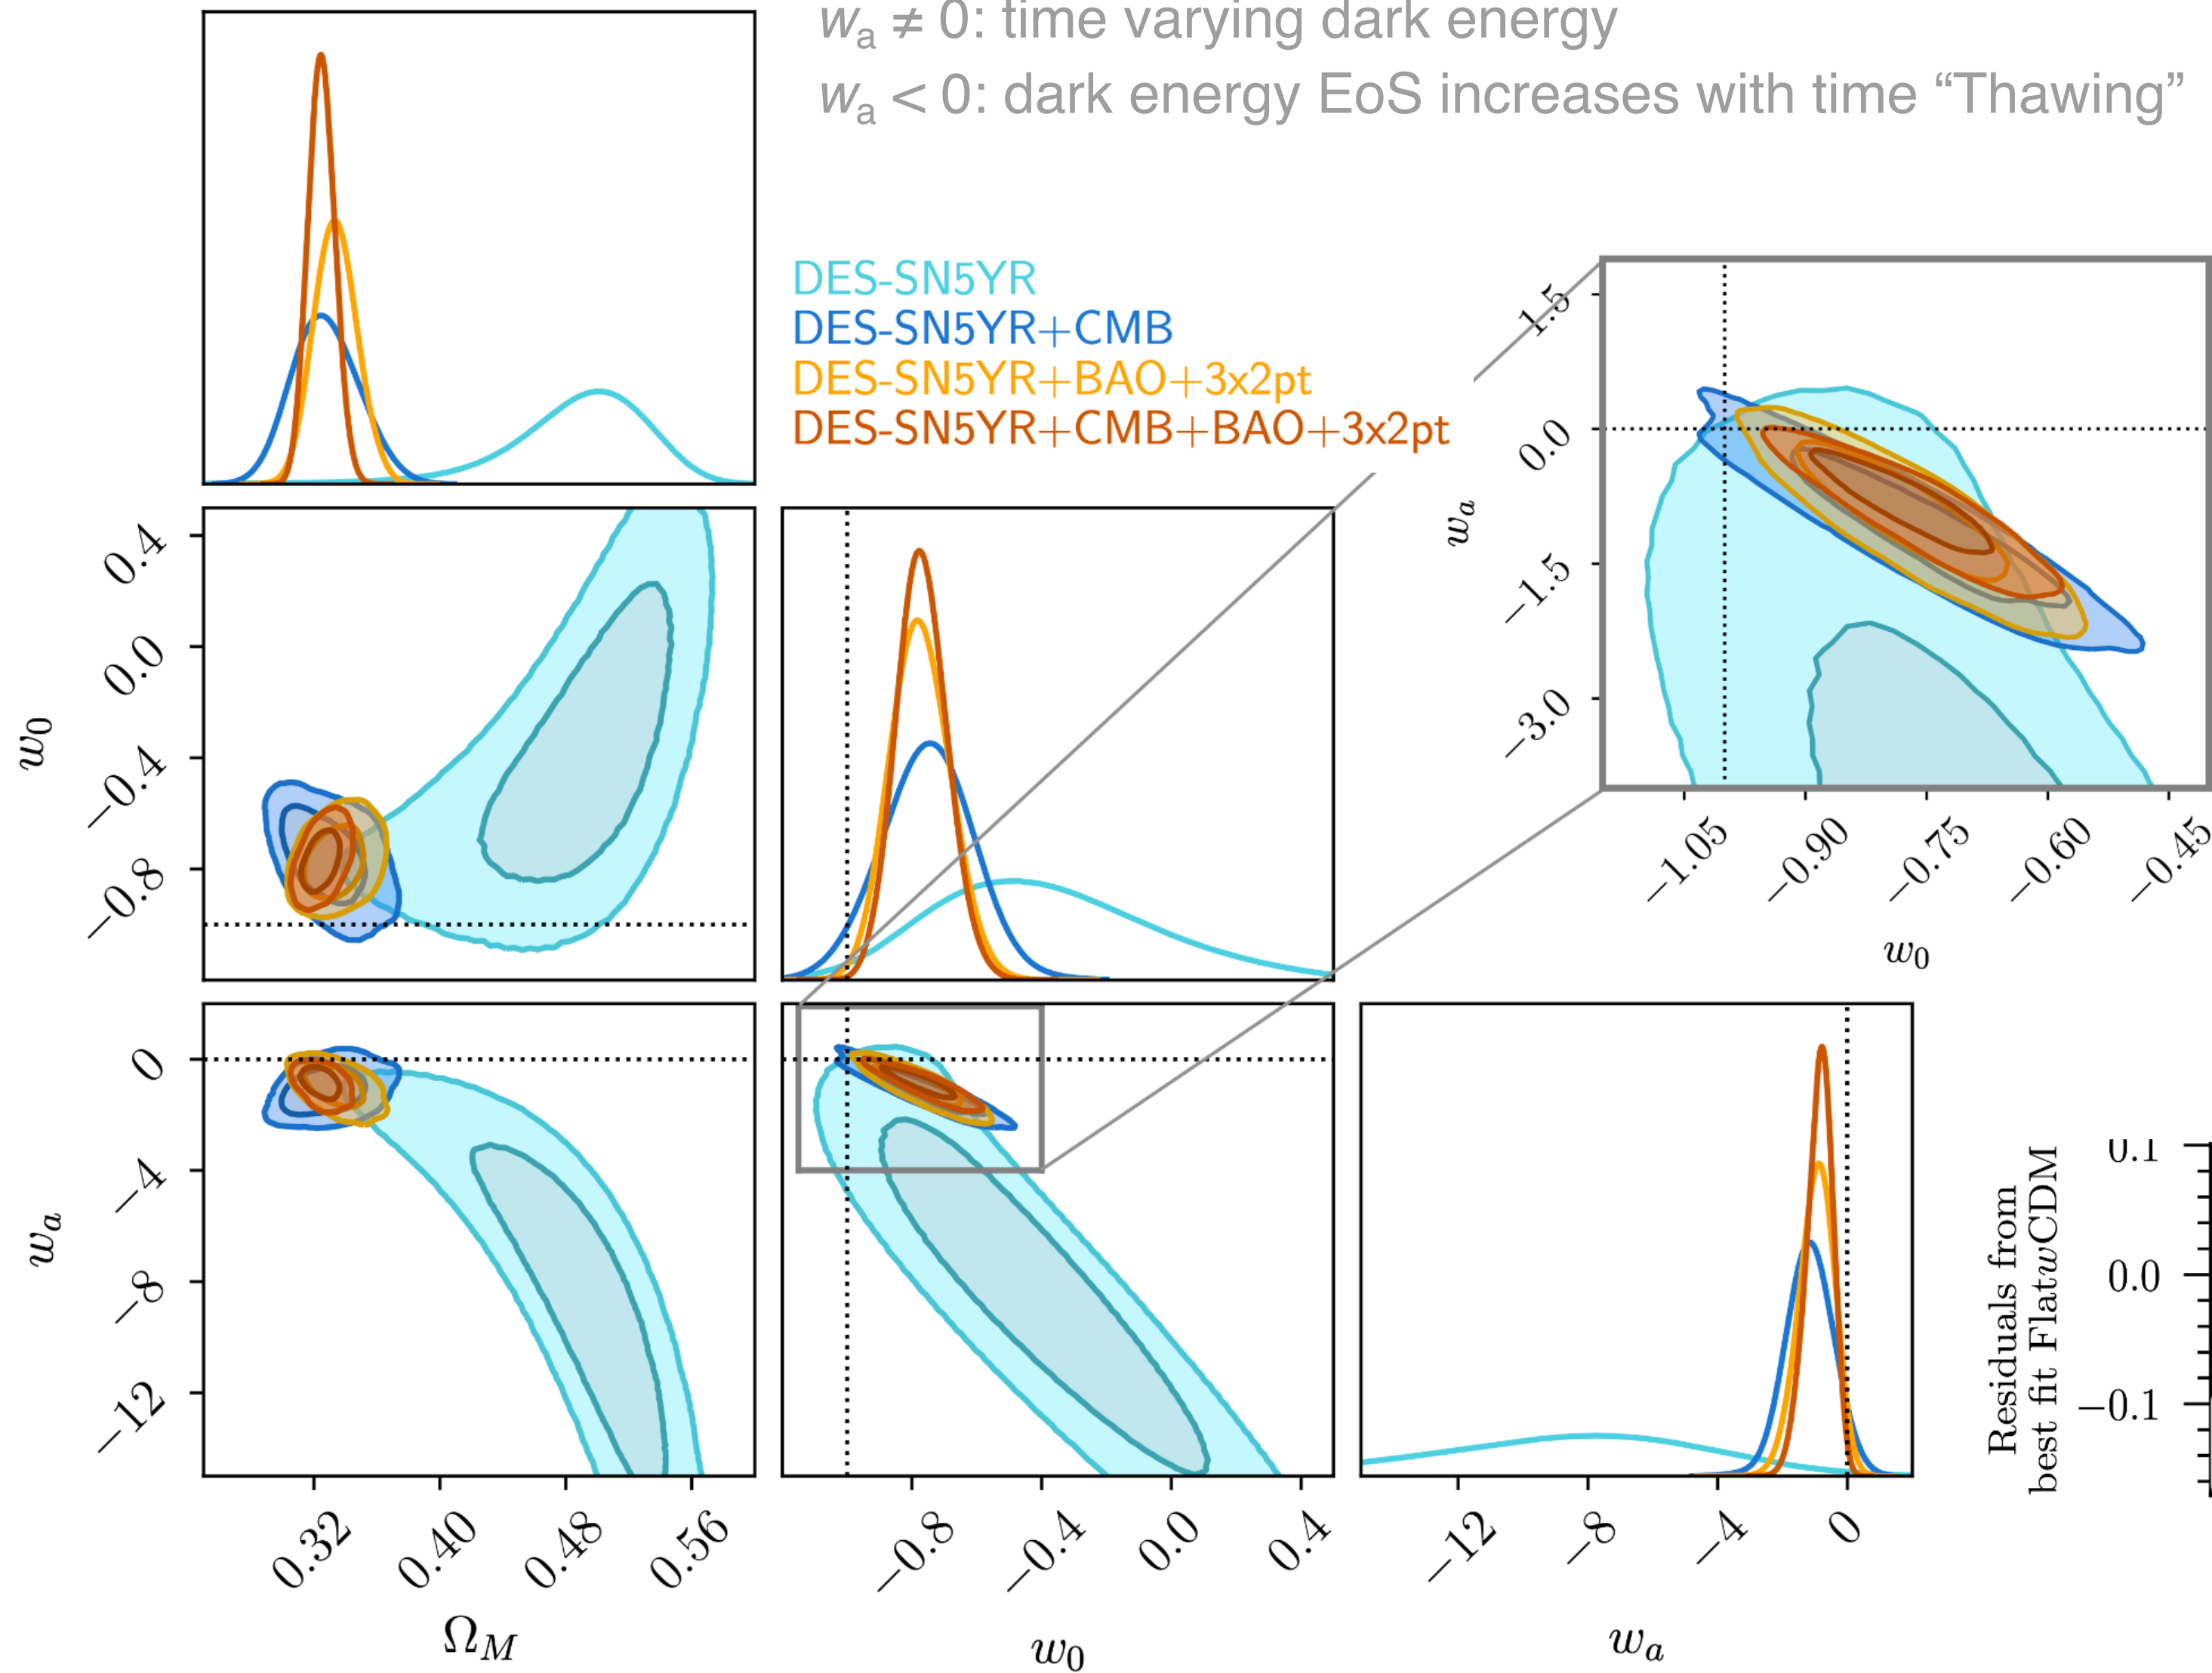 wa ≠ 0: time varying dark energy
wa < 0: dark energy EoS increases with time “Thawing”
DES-SN5YR
DES-SN5YR+CMB
DES-SN5YR+BAO+3x2pt
DES-SN5YR+CMB+BAO+3x2pt
1.5
0.0
−1.5
−3.0
wa
−1.05
−0.90
−0.75
−0.60
−0.45
w0
0.4
0.0
−0.4
−0.8
w0
0
−4
−8
−12
wa
0.32
0.40
0.48
0.56
ΩM
−0.8
−0.4
0.0
0.4
w0
−12
−8
−4
0
wa
Residuals from
best fit FlatwCDM
0.1
0.0
−0.1